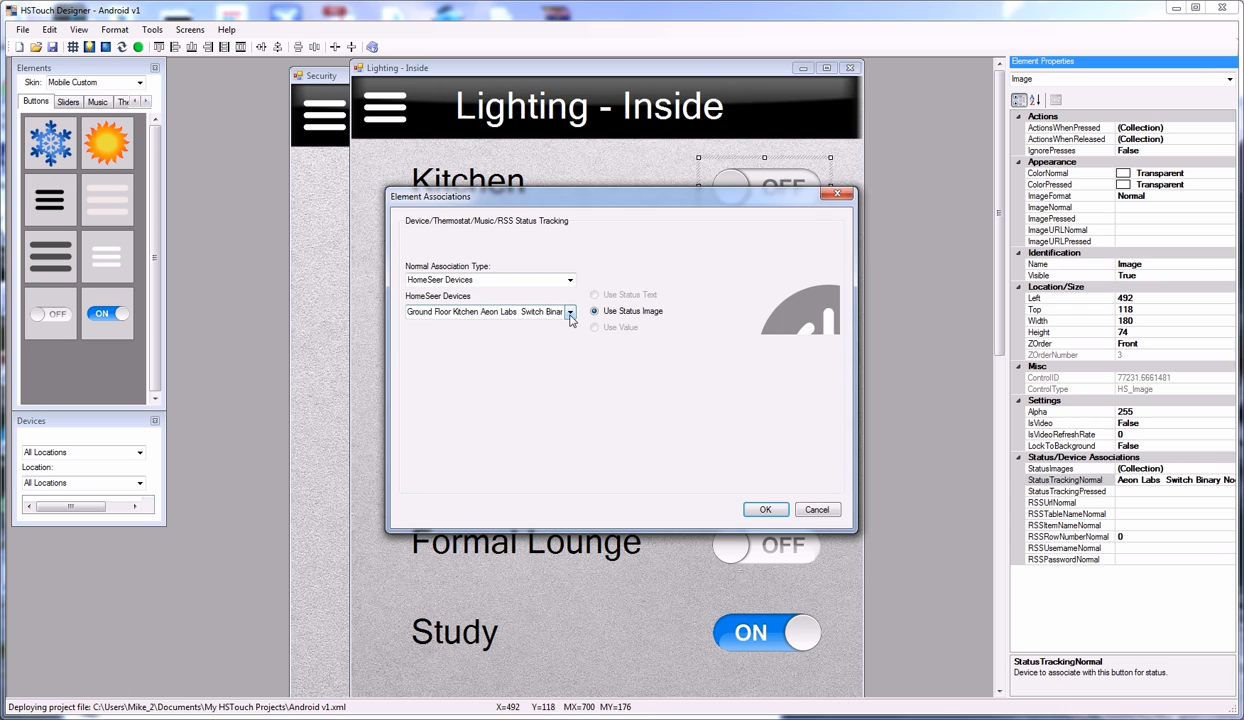 HSTouch Designer - Android v1
File Edit View Format Tools Screens Help
Elements
Skin: Mobile Custom
Buttons Sliders Music
OFF ON
Devices
All Locations
Location:
All Locations
Security
Lighting - Inside
Lighting - Inside
Kitchen OFF
Element Associations
Device/Thermostat/Music/RSS Status Tracking
Normal Association Type:
HomeSeer Devices
HomeSeer Devices
Ground Floor Kitchen Aeon Labs Switch Binar
Use Status Text
Use Status Image
Use Value
OK Cancel
Formal Lounge OFF
Study ON
Element Properties
Image
Actions
ActionsWhenPressed (Collection)
ActionsWhenReleased (Collection)
IgnorePresses False
Appearance
ColorNormal Transparent
ColorPressed Transparent
ImageFormat Normal
ImageNormal
ImagePressed
ImageURLNormal
ImageURLPressed
Identification
Name Image
Visible True
Location/Size
Left 492
Top 118
Width 180
Height 74
ZOrder Front
ZOrderNumber 3
Misc
ControlID 77231.6661481
ControlType HS_Image
Settings
Alpha 255
IsVideo False
IsVideoRefreshRate 0
LockToBackground False
Status/Device Associations
StatusImages (Collection)
StatusTrackingNormal Aeon Labs Switch Binary No
StatusTrackingPressed
RSSUrlNormal
RSSTableNameNormal
RSSItemNameNormal
RSSRowNumberNormal 0
RSSUsernameNormal
RSSPasswordNormal
StatusTrackingNormal
Device to associate with this button for status.
Deploying project file: C:\Users\Mike_2\Documents\My HSTouch Projects\Android v1.xml X=492 Y=118 MX=700 MY=176